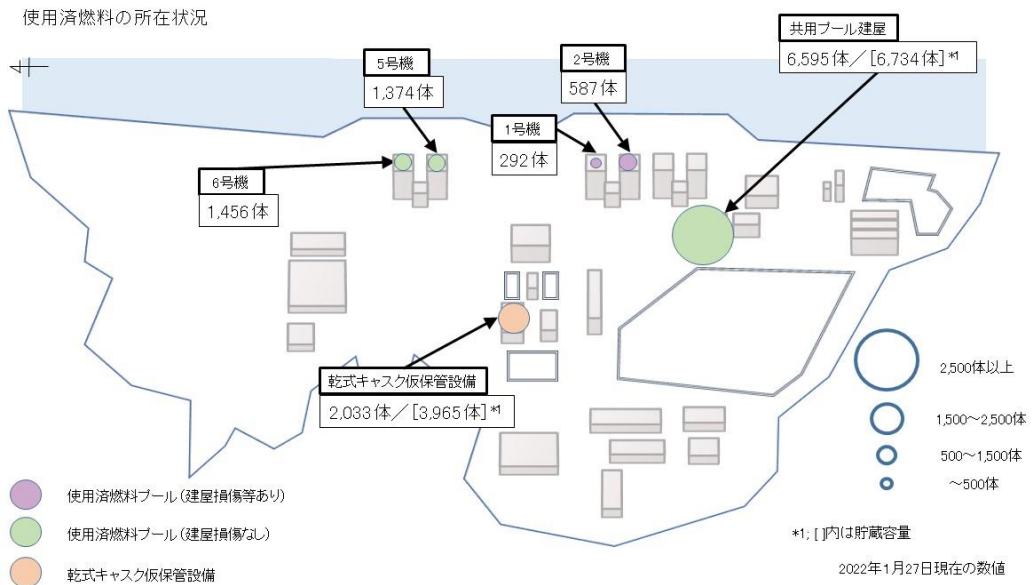 使用済燃料の所在状況
共用プール建屋
6,595体／[6,734体]*1
5号機
1,374体
2号機
587体
1号機
292体
6号機
1,456体
乾式キャスク仮保管設備
2,033体／[3,965体]*1
2,500体以上
1,500～2,500体
500～1,500体
～500体
使用済燃料プール(建屋損傷等あり)
使用済燃料プール(建屋損傷なし)
乾式キャスク仮保管設備
*1; [ ]内は貯蔵容量
2022年1月27日現在の数値